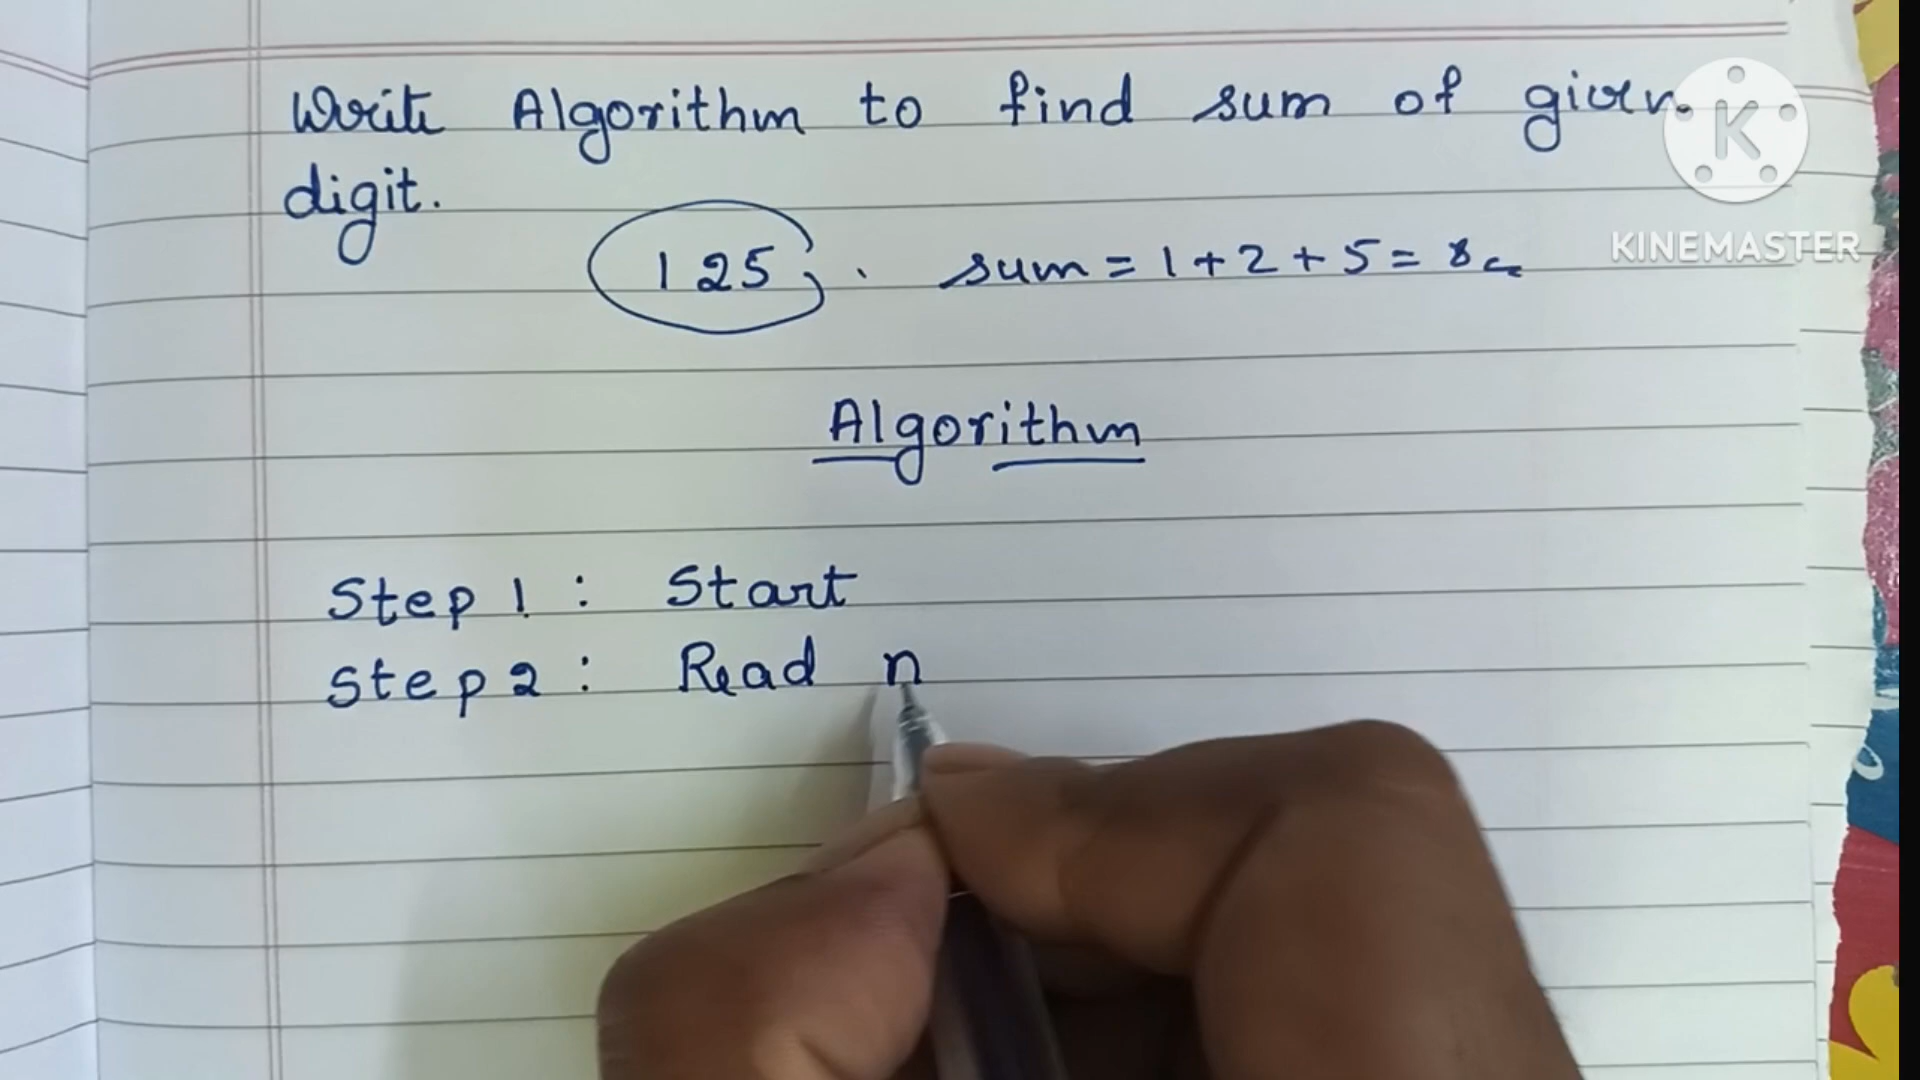 Write Algorithm to find sum of given
digit.
125; . sum = 1+2+5 = 8
Algorithm
Step 1 : Start
Step 2 : Read n
K
KINEMASTER